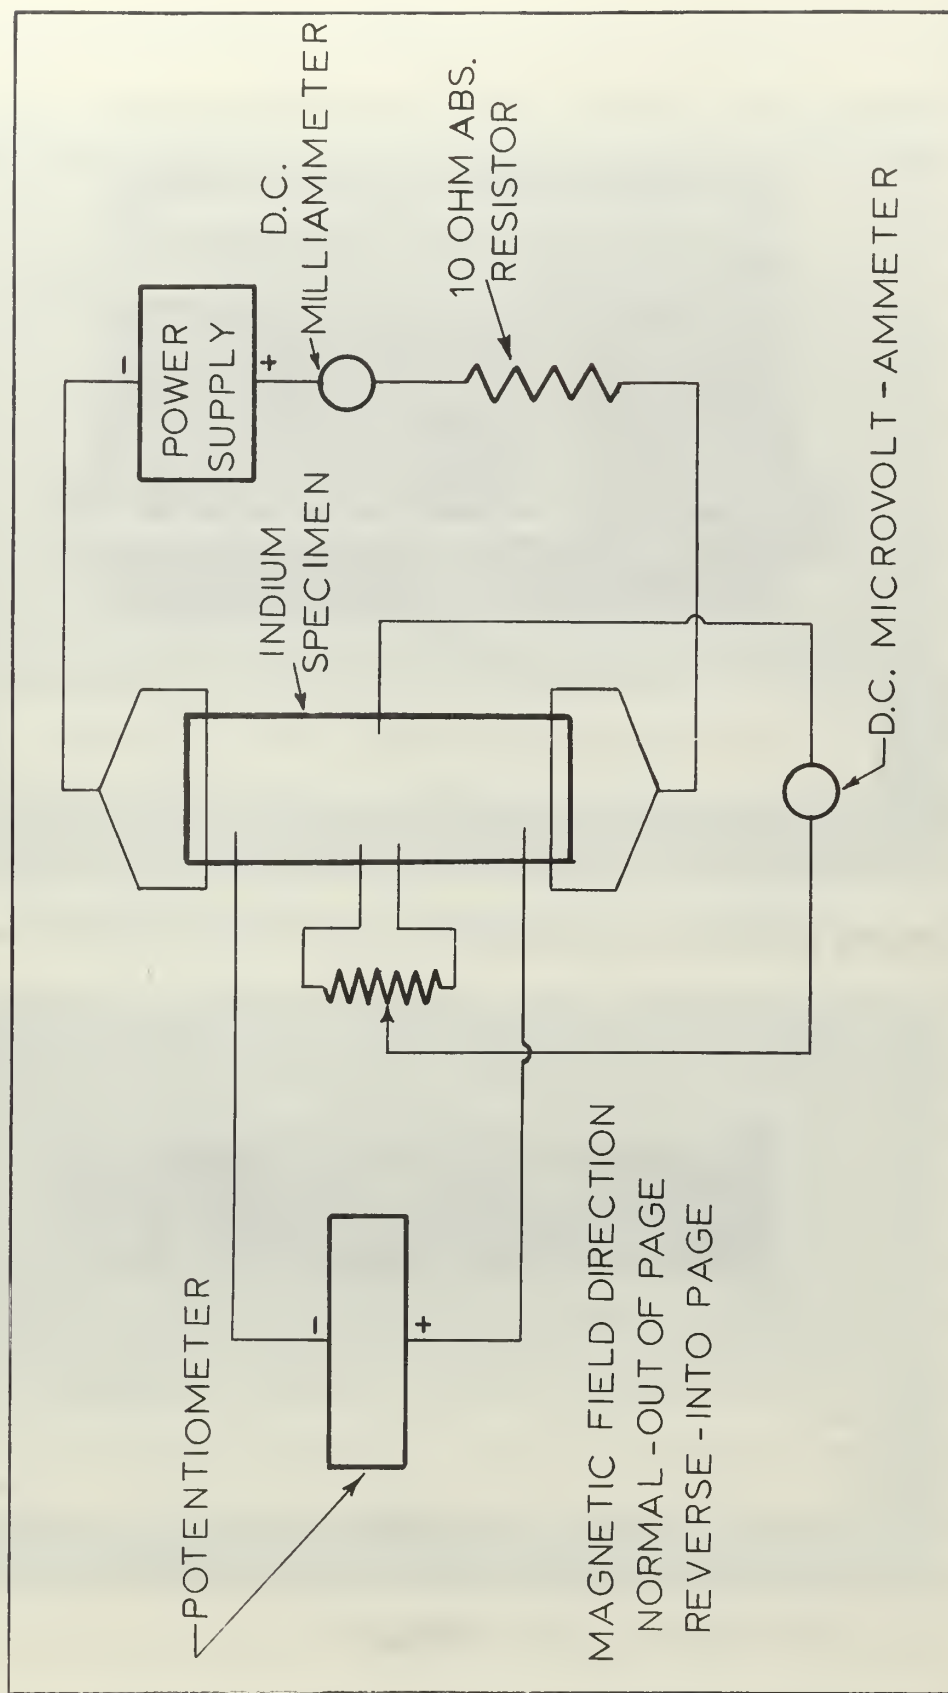 POTENTIOMETER
-
+
MAGNETIC FIELD DIRECTION
NORMAL - OUT OF PAGE
REVERSE - INTO PAGE
INDIUM
SPECIMEN
-
POWER
SUPPLY
+
D.C.
MILLIAMMETER
10 OHM ABS.
RESISTOR
D.C. MICROVOLT - AMMETER